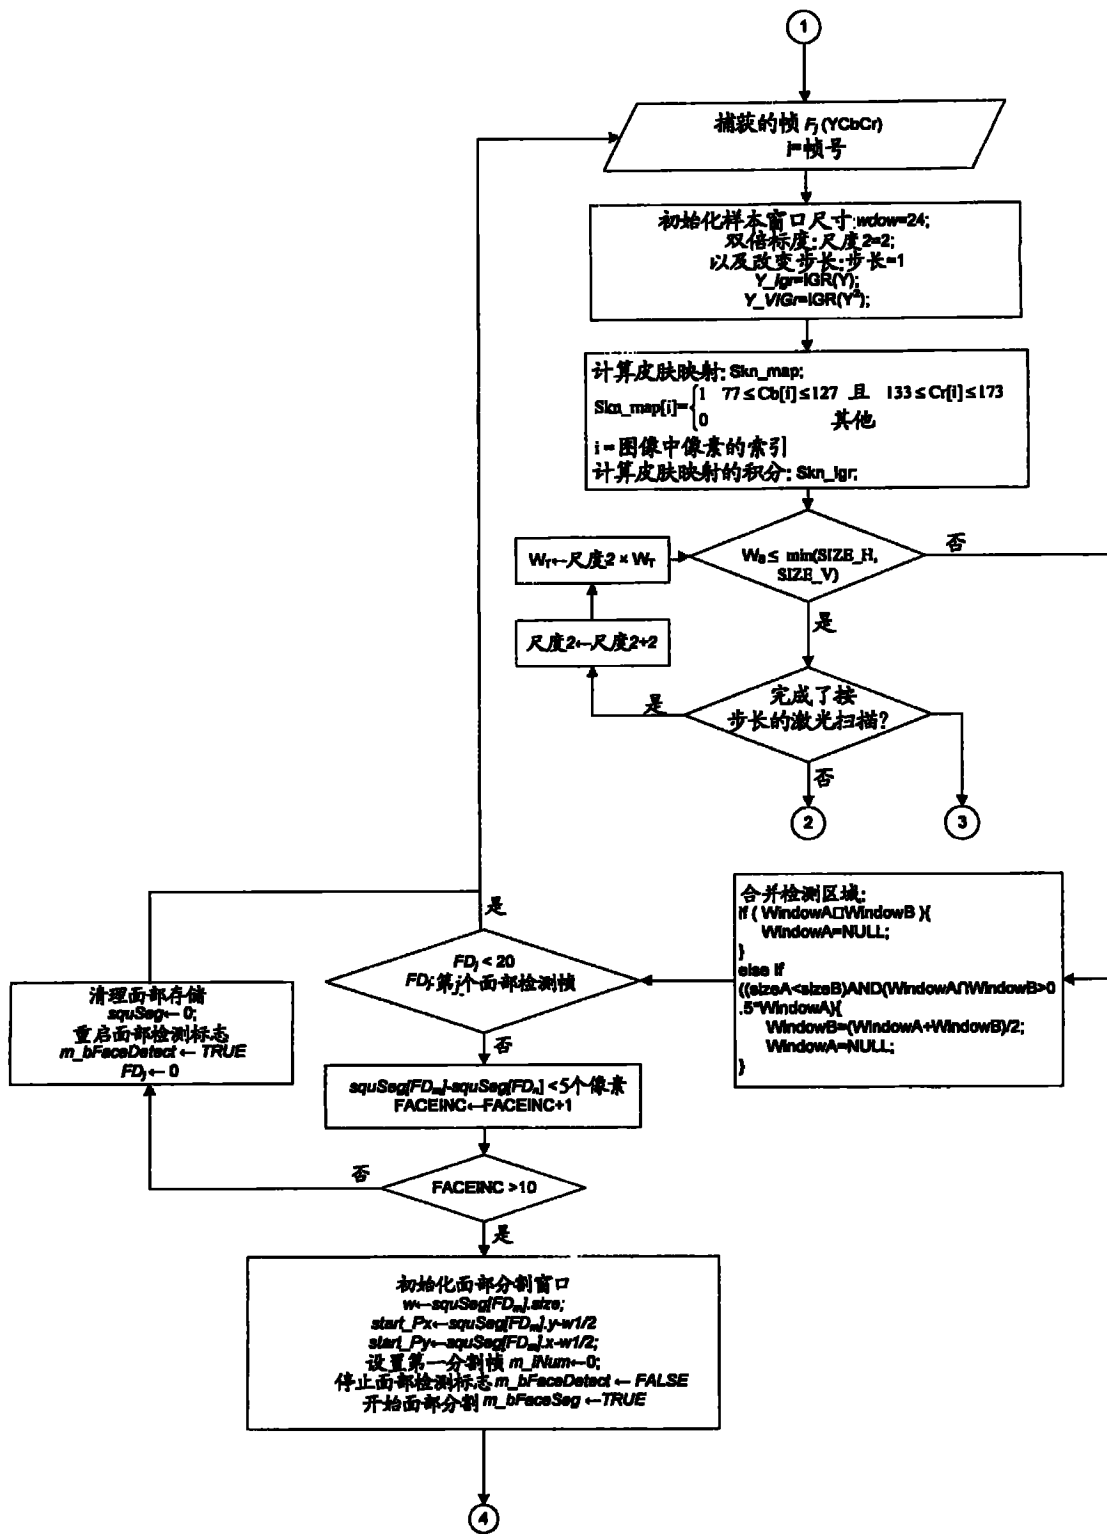 1
捕获的帧 Fj (YCbCr)
j=帧号
初始化样本窗口尺寸:wdow=24;
双倍标度:尺度2=2;
以及改变步长:步长=1
Y_Igr=IGR(Y);
Y_VIGr=IGR(Y²);
计算皮肤映射: Skn_map;
Skn_map[i]={1 77≤Cb[i]≤127 且 133≤Cr[i]≤173
0 其他
i = 图像中像素的索引
计算皮肤映射的积分: Skn_Igr;
WT←尺度2 × WT
WS ≤ min(SIZE_H,
SIZE_V)
否
尺度2←尺度2+2
是
完成了按
步长的激光扫描?
是
否
2
3
合并检测区域:
if ( WindowA□WindowB ){
WindowA=NULL;
}
else if
((sizeA<sizeB)AND(WindowA∩WindowB>0
.5*WindowA){
WindowB=(WindowA+WindowB)/2;
WindowA=NULL;
}
是
FDj < 20
FDj:第j个面部检测帧
清理面部存储
squSeg← 0;
重启面部检测标志
m_bFaceDetect ← TRUE
FDj ← 0
否
squSeg[FDm]-squSeg[FDn] <5个像素
FACEINC←FACEINC+1
否
FACEINC >10
是
初始化面部分割窗口
w←squSeg[FDm].size;
start_Px←squSeg[FDm].y-w1/2
start_Py←squSeg[FDm].x-w1/2;
设置第一分割帧 m_iNum←0;
停止面部检测标志 m_bFaceDetect ← FALSE
开始面部分割 m_bFaceSeg ←TRUE
4